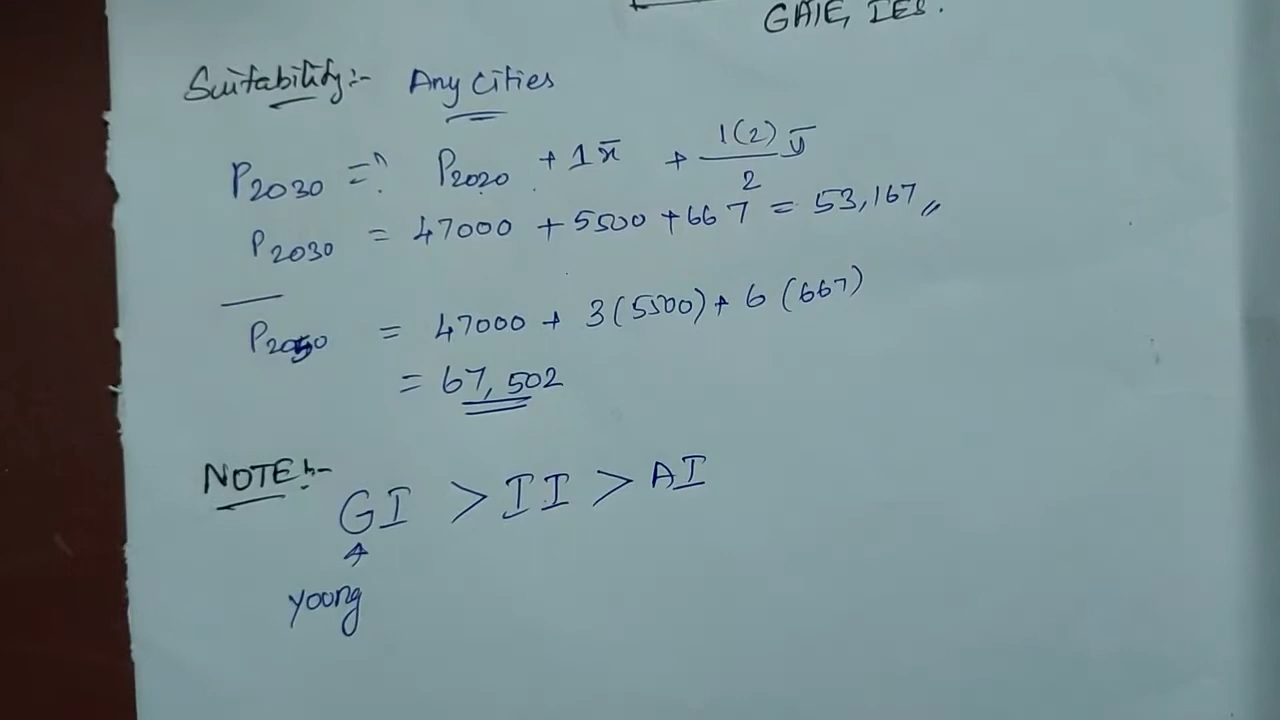 GATE, IES.
Suitability:- Any Cities
P2030 =? P2020 + 1x̄ + 1(2)/2 ȳ
P2030 = 47000 + 5500 + 667 = 53,167
P2050 = 47000 + 3(5500) + 6(667)
= 67,502
NOTE:-
GI > II > AI
young